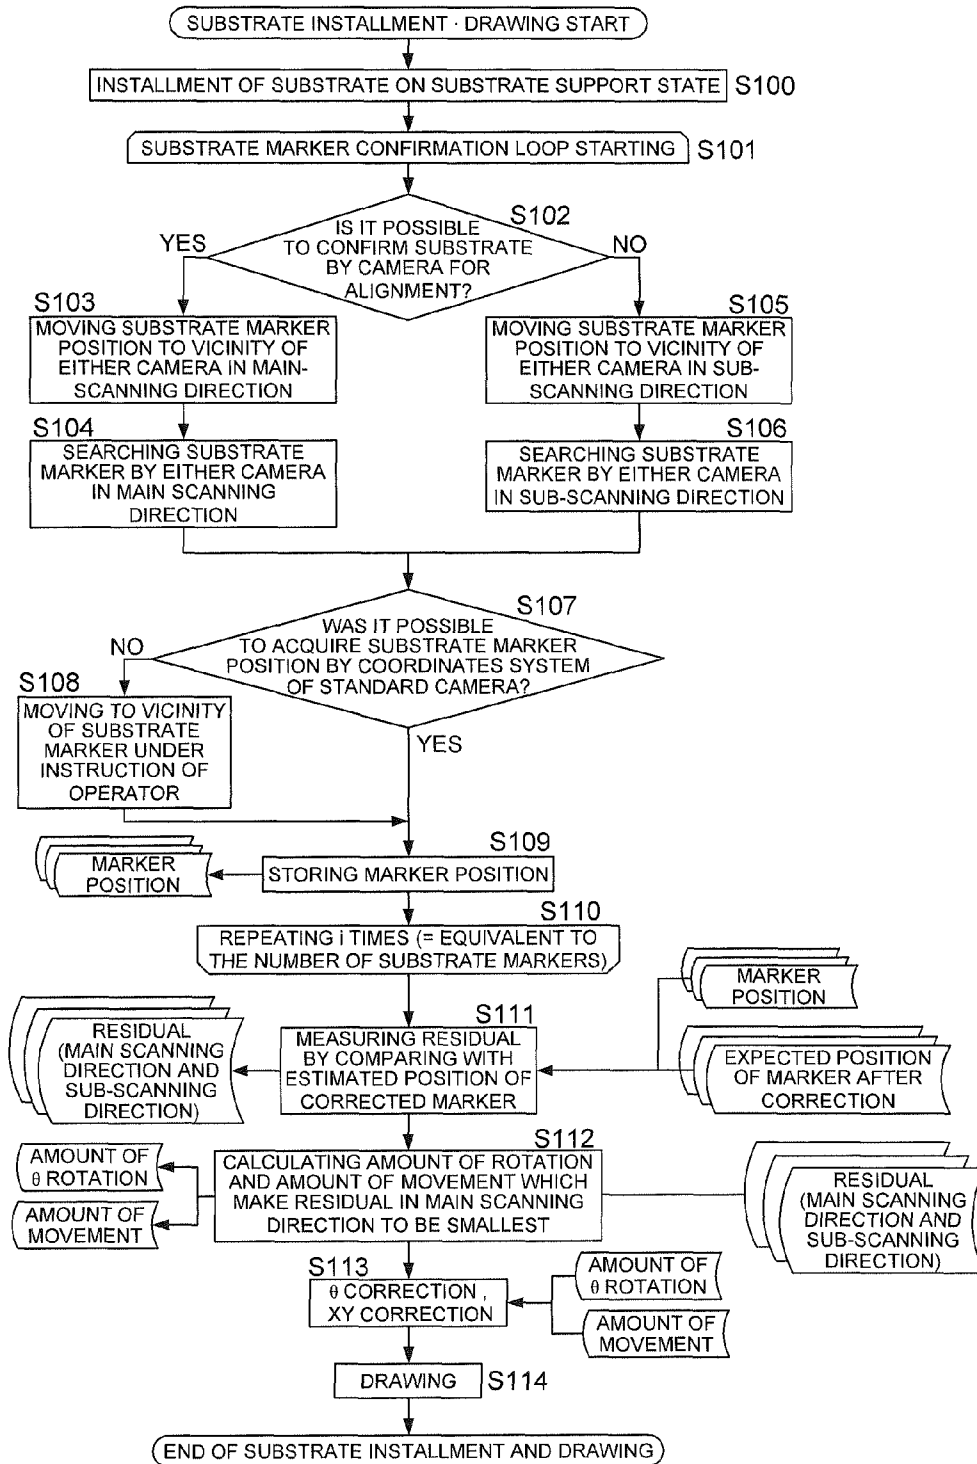 SUBSTRATE INSTALLMENT · DRAWING START
INSTALLMENT OF SUBSTRATE ON SUBSTRATE SUPPORT STATE
S100
SUBSTRATE MARKER CONFIRMATION LOOP STARTING
S101
S102
IS IT POSSIBLE
TO CONFIRM SUBSTRATE
BY CAMERA FOR
ALIGNMENT?
YES
NO
S103
MOVING SUBSTRATE MARKER
POSITION TO VICINITY OF
EITHER CAMERA IN MAIN-
SCANNING DIRECTION
S105
MOVING SUBSTRATE MARKER
POSITION TO VICINITY OF
EITHER CAMERA IN SUB-
SCANNING DIRECTION
S104
SEARCHING SUBSTRATE
MARKER BY EITHER CAMERA
IN MAIN SCANNING
DIRECTION
S106
SEARCHING SUBSTRATE
MARKER BY EITHER CAMERA
IN SUB-SCANNING DIRECTION
S107
WAS IT POSSIBLE
TO ACQUIRE SUBSTRATE MARKER
POSITION BY COORDINATES SYSTEM
OF STANDARD CAMERA?
NO
YES
S108
MOVING TO VICINITY
OF SUBSTRATE
MARKER UNDER
INSTRUCTION OF
OPERATOR
S109
STORING MARKER POSITION
MARKER
POSITION
S110
REPEATING i TIMES (= EQUIVALENT TO
THE NUMBER OF SUBSTRATE MARKERS)
MARKER
POSITION
S111
MEASURING RESIDUAL
BY COMPARING WITH
ESTIMATED POSITION OF
CORRECTED MARKER
RESIDUAL
(MAIN SCANNING
DIRECTION AND
SUB-SCANNING
DIRECTION)
EXPECTED POSITION
OF MARKER AFTER
CORRECTION
S112
CALCULATING AMOUNT OF ROTATION
AND AMOUNT OF MOVEMENT WHICH
MAKE RESIDUAL IN MAIN SCANNING
DIRECTION TO BE SMALLEST
AMOUNT OF
θ ROTATION
AMOUNT OF
MOVEMENT
RESIDUAL
(MAIN SCANNING
DIRECTION AND
SUB-SCANNING
DIRECTION)
S113
θ CORRECTION ,
XY CORRECTION
AMOUNT OF
θ ROTATION
AMOUNT OF
MOVEMENT
DRAWING
S114
END OF SUBSTRATE INSTALLMENT AND DRAWING